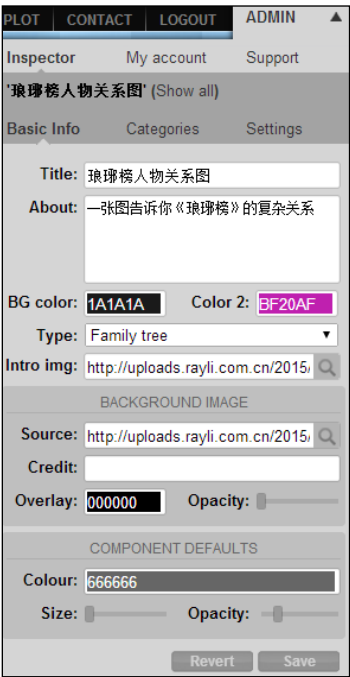 PLOT CONTACT LOGOUT ADMIN ▲
Inspector My account Support
'琅琊榜人物关系图' (Show all)
Basic Info Categories Settings
Title: 琅琊榜人物关系图
About: 一张图告诉你《琅琊榜》的复杂关系
BG color: 1A1A1A Color 2: BF20AF
Type: Family tree
Intro img: http://uploads.rayli.com.cn/2015/
BACKGROUND IMAGE
Source: http://uploads.rayli.com.cn/2015/
Credit:
Overlay: 000000 Opacity:
COMPONENT DEFAULTS
Colour: 666666
Size: Opacity:
Revert Save